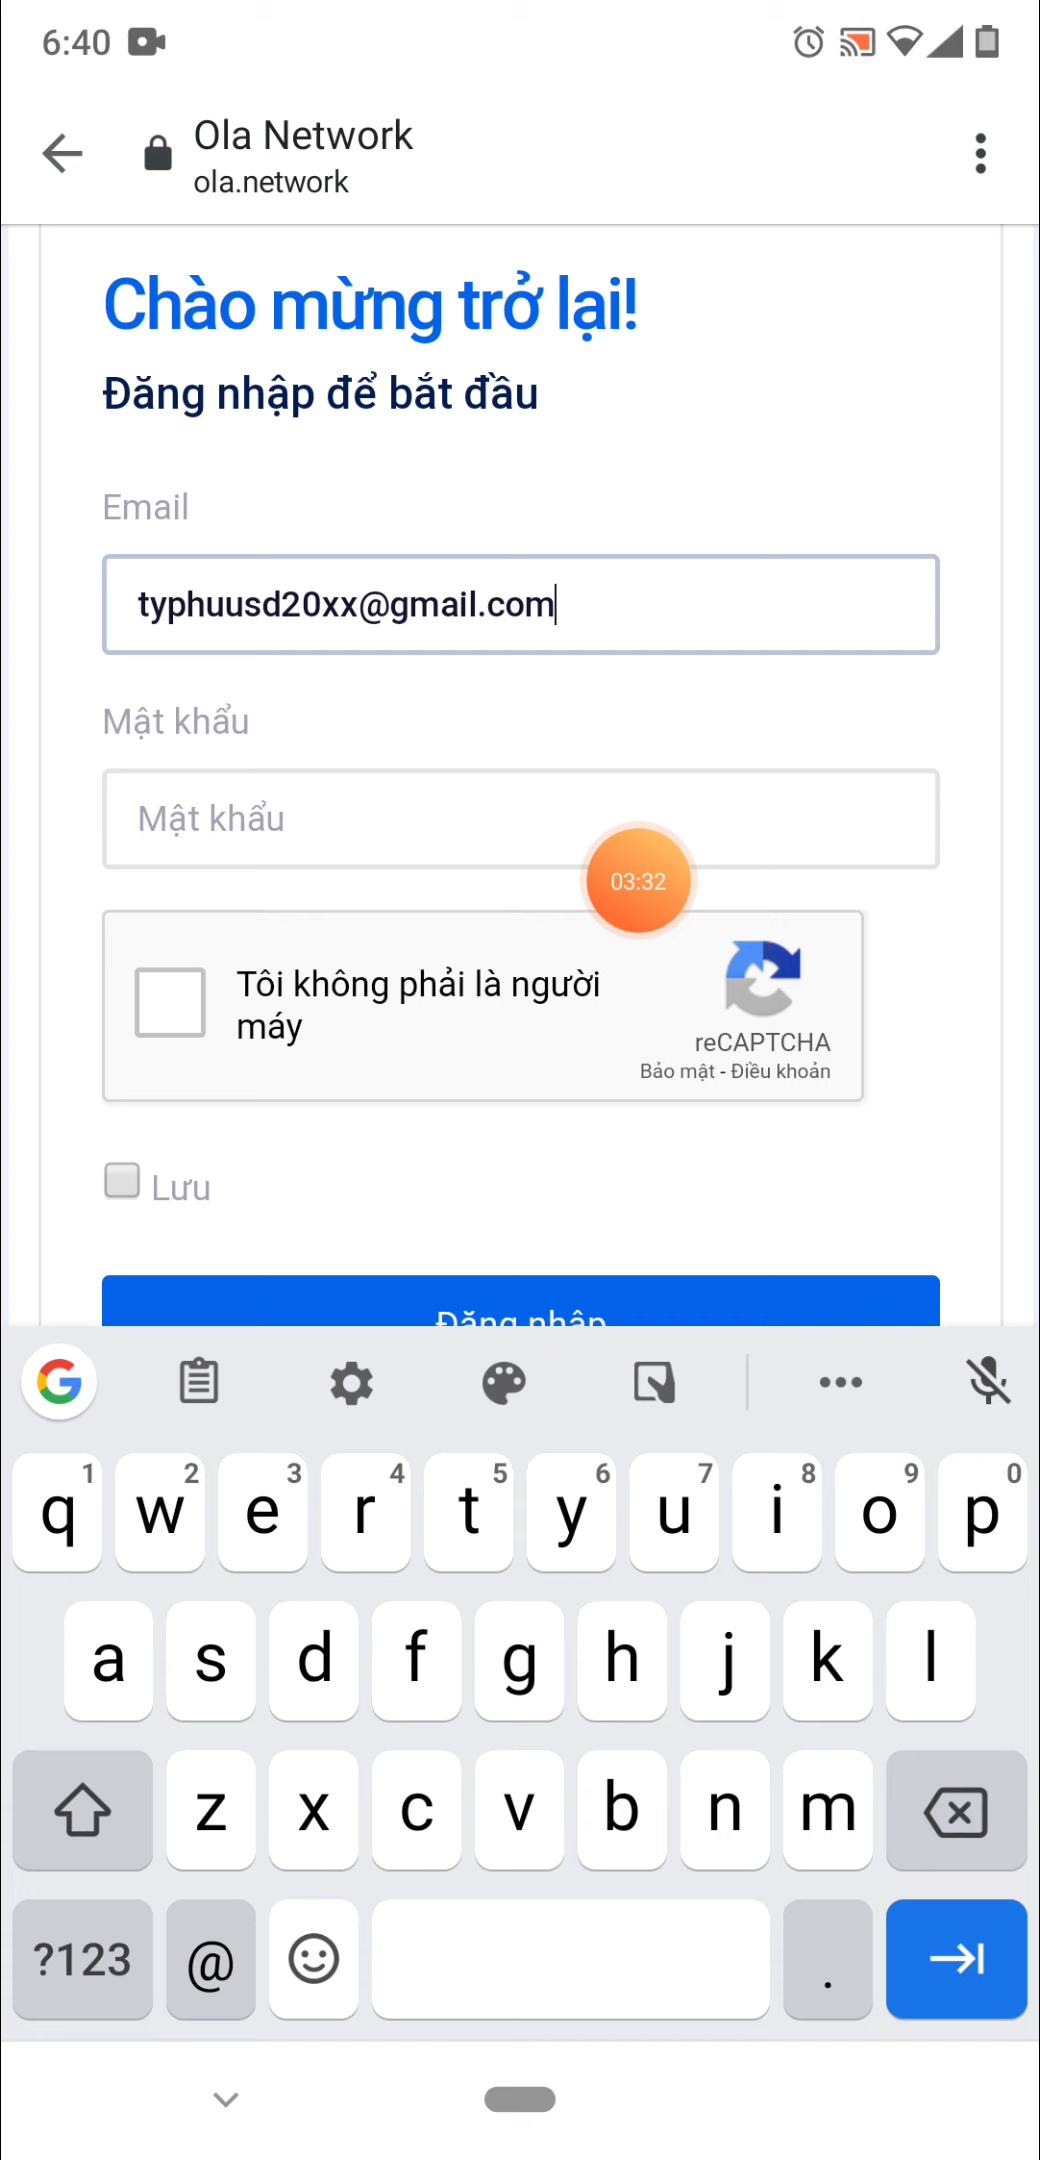 6:40
Ola Network
ola.network
Chào mừng trở lại!
Đăng nhập để bắt đầu
Email
typhuusd20xx@gmail.com
Mật khẩu
Mật khẩu
03:32
Tôi không phải là người
máy
reCAPTCHA
Bảo mật - Điều khoản
Lưu
Đăng nhập
G
1 2 3 4 5 6 7 8 9 0
q w e r t y u i o p
a s d f g h j k l
z x c v b n m
?123 @ .